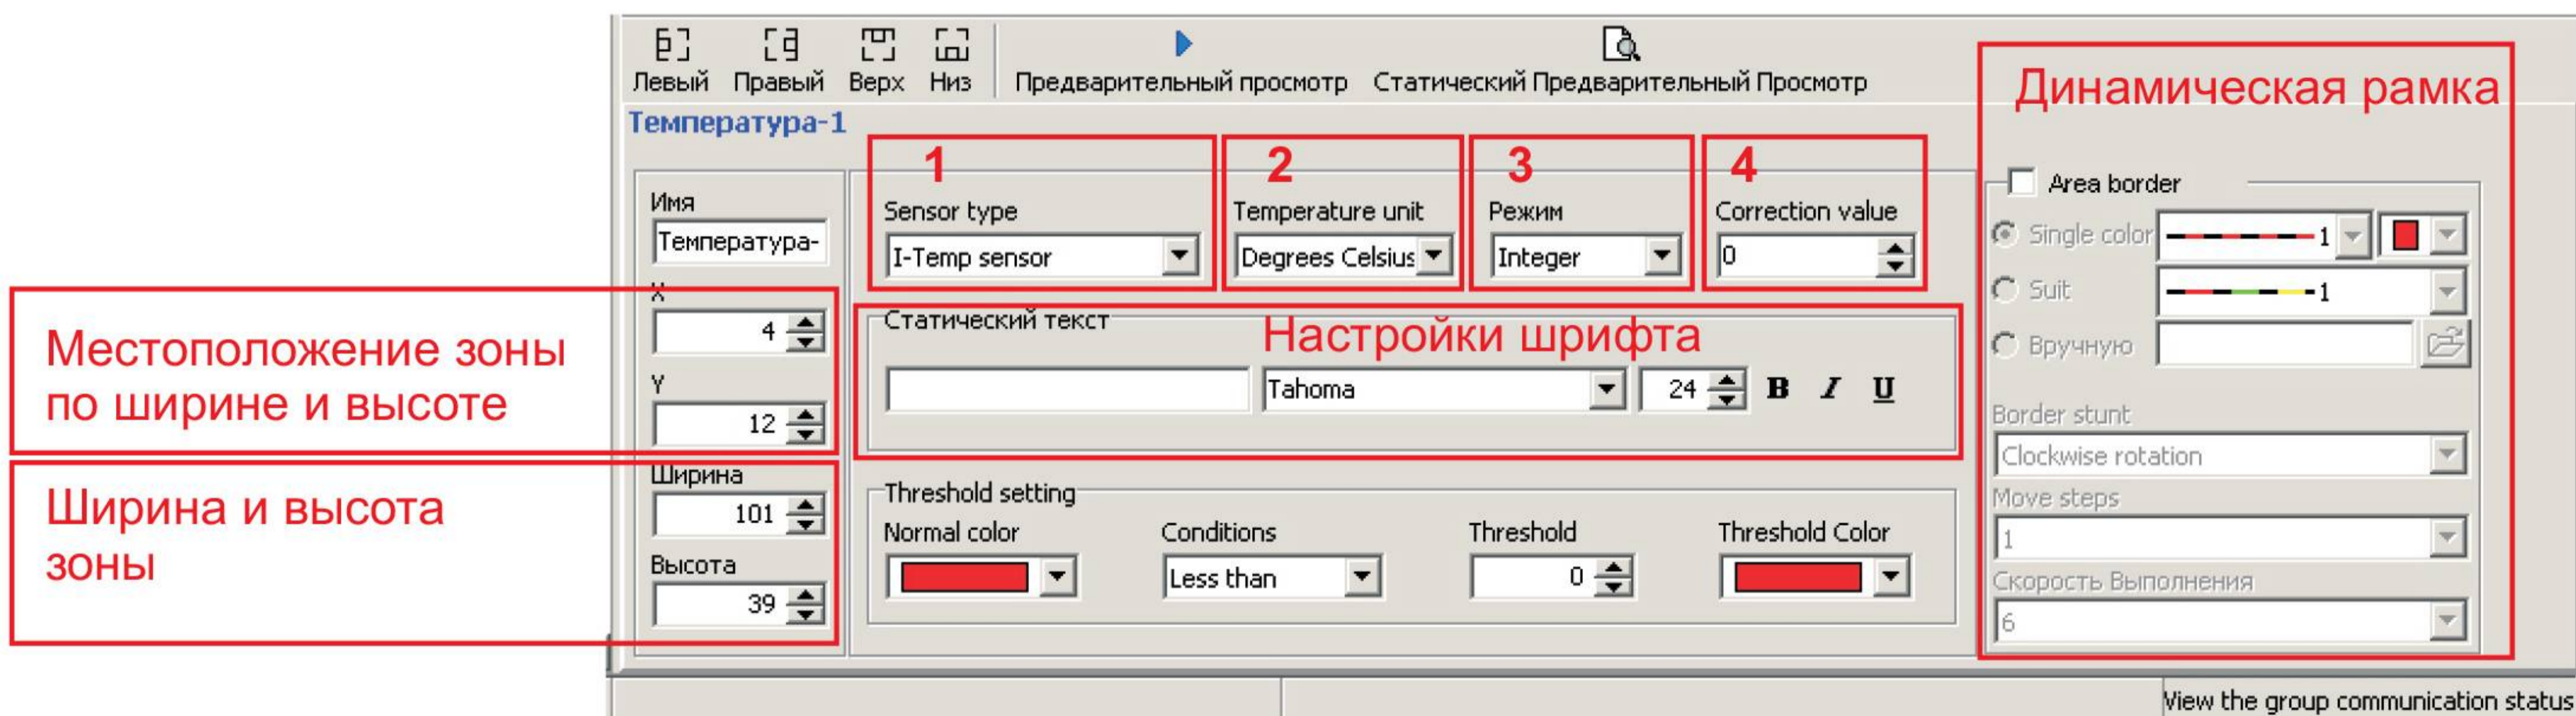 Левый Правый Верх Низ Предварительный просмотр Статический Предварительный Просмотр
Температура-1
Имя
Температура-
X
4
Y
12
Ширина
101
Высота
39
Местоположение зоны
по ширине и высоте
Ширина и высота
зоны
1
Sensor type
I-Temp sensor
2
Temperature unit
Degrees Celsius
3
Режим
Integer
4
Correction value
0
Статический текст
Настройки шрифта
Tahoma 24 B I U
Threshold setting
Normal color Conditions Threshold Threshold Color
Less than 0
Динамическая рамка
Area border
Single color 1
Suit 1
Вручную
Border stunt
Clockwise rotation
Move steps
1
Скорость Выполнения
6
View the group communication status